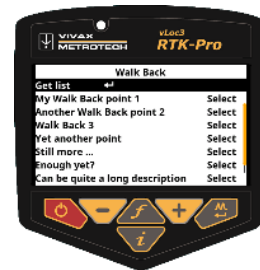 VIVAX
METROTECH
vLoc3
RTK-Pro
Walk Back
Get list ↵
My Walk Back point 1 Select
Another Walk Back point 2 Select
Walk Back 3 Select
Yet another point Select
Still more ... Select
Enough yet? Select
Can be quite a long description Select
f
i